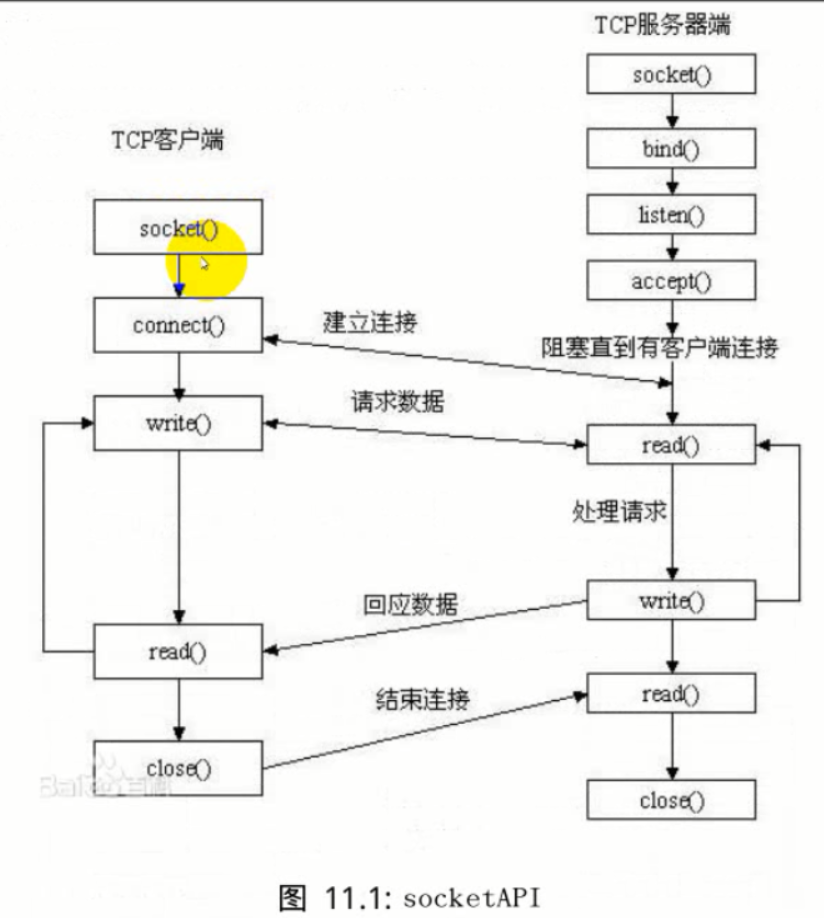 TCP服务器端
socket()
bind()
listen()
accept()
阻塞直到有客户端连接
read()
处理请求
write()
read()
close()
TCP客户端
socket()
connect()
write()
read()
close()
建立连接
请求数据
回应数据
结束连接
图 11.1: socketAPI